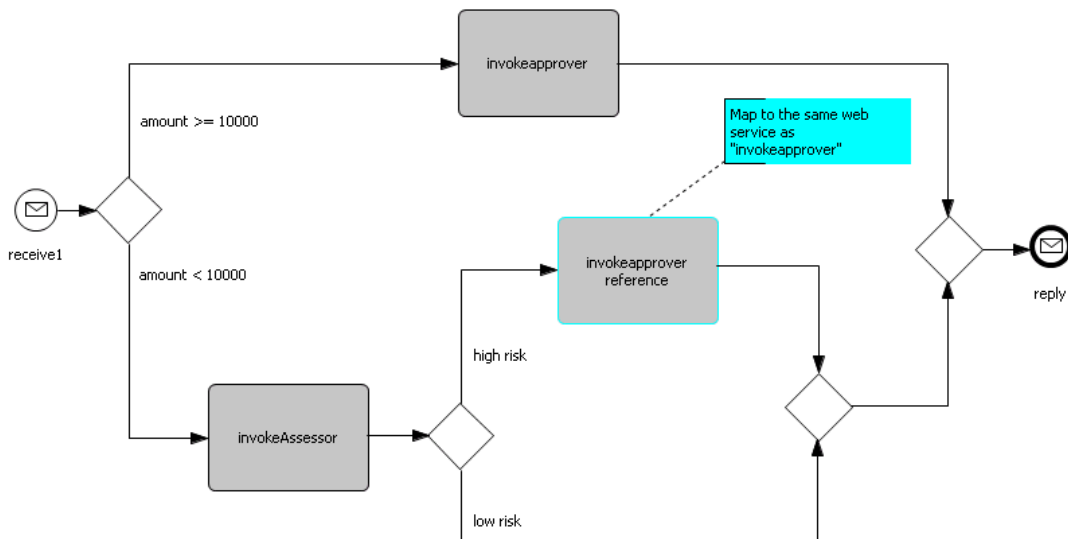 invokeapprover
amount >= 10000
Map to the same web
service as
"invokeapprover"
receive1
amount < 10000
invokeapprover
reference
reply
high risk
invokeAssessor
low risk